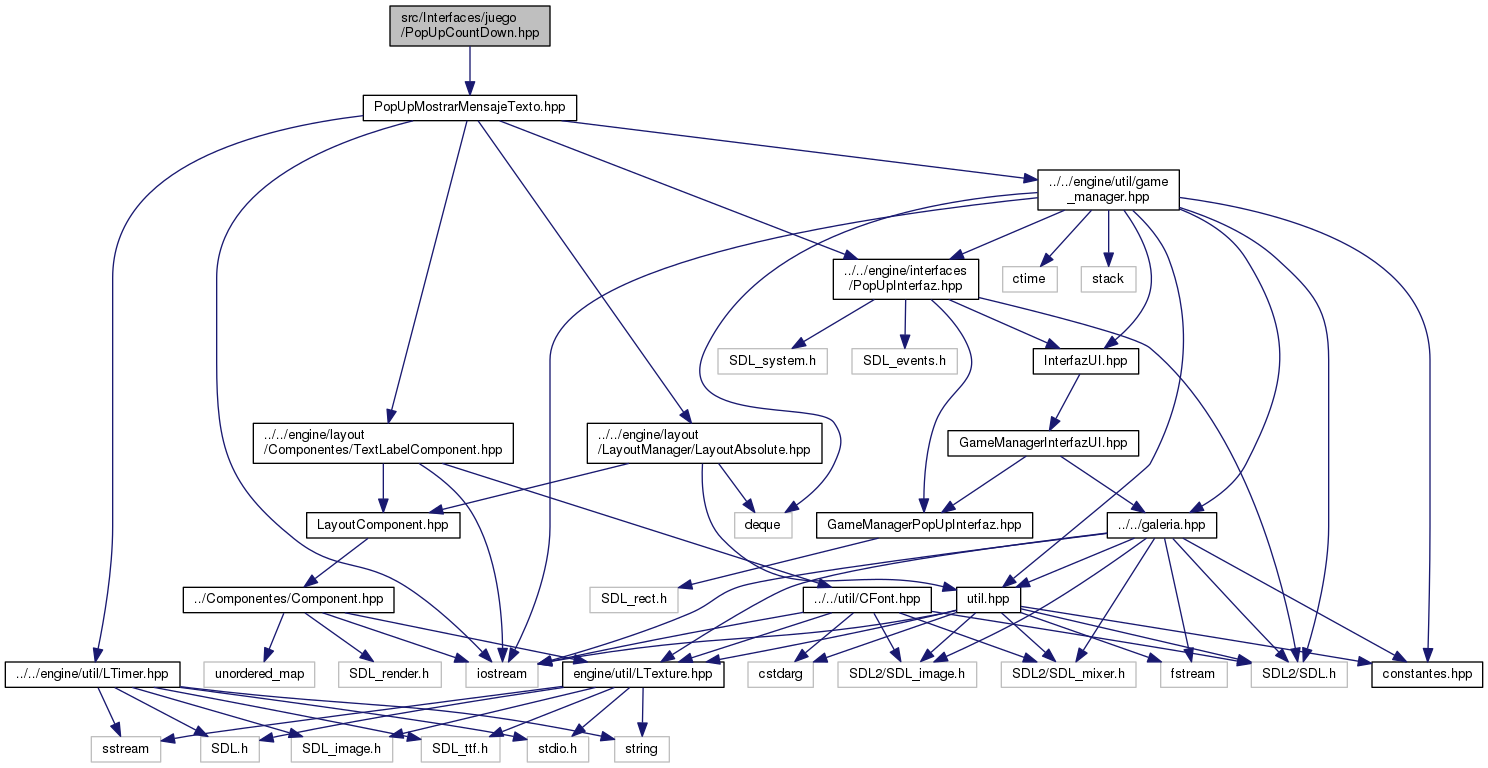 src/Interfaces/juego
/PopUpCountDown.hpp
PopUpMostrarMensajeTexto.hpp
../../engine/util/game
_manager.hpp
../../engine/interfaces
/PopUpInterfaz.hpp
ctime
stack
SDL_system.h
SDL_events.h
InterfazUI.hpp
../../engine/layout
/Componentes/TextLabelComponent.hpp
../../engine/layout
/LayoutManager/LayoutAbsolute.hpp
GameManagerInterfazUI.hpp
LayoutComponent.hpp
deque
GameManagerPopUpInterfaz.hpp
../../galeria.hpp
../Componentes/Component.hpp
SDL_rect.h
../../util/CFont.hpp
util.hpp
../../engine/util/LTimer.hpp
unordered_map
SDL_render.h
iostream
engine/util/LTexture.hpp
cstdarg
SDL2/SDL_image.h
SDL2/SDL_mixer.h
fstream
SDL2/SDL.h
constantes.hpp
sstream
SDL.h
SDL_image.h
SDL_ttf.h
stdio.h
string